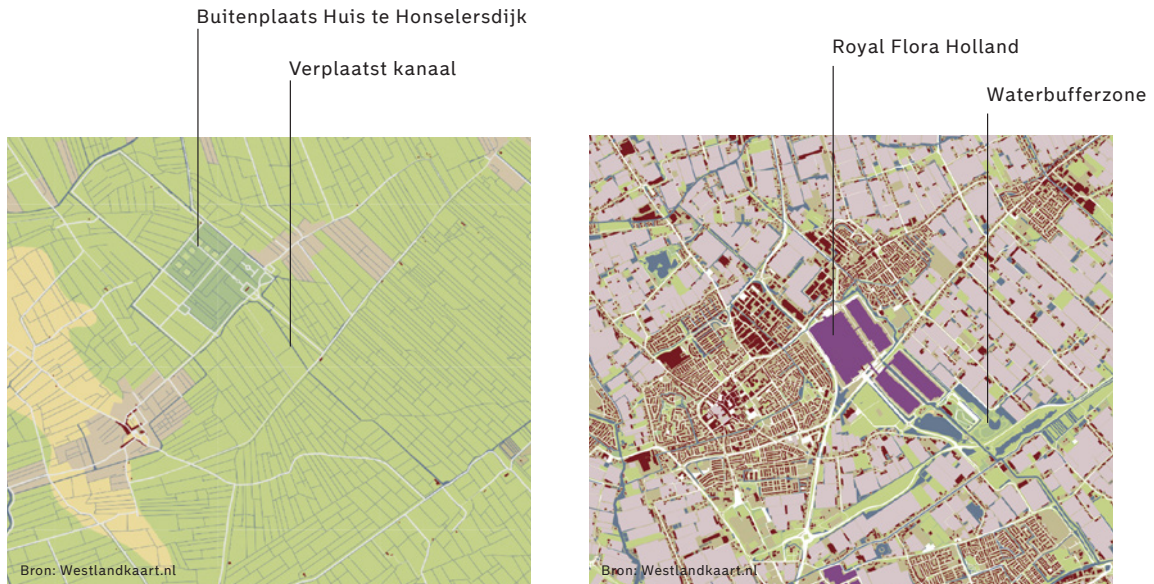 Buitenplaats Huis te Honselersdijk
Verplaatst kanaal
Bron: Westlandkaart.nl
Royal Flora Holland
Waterbufferzone
Bron: Westlandkaart.nl